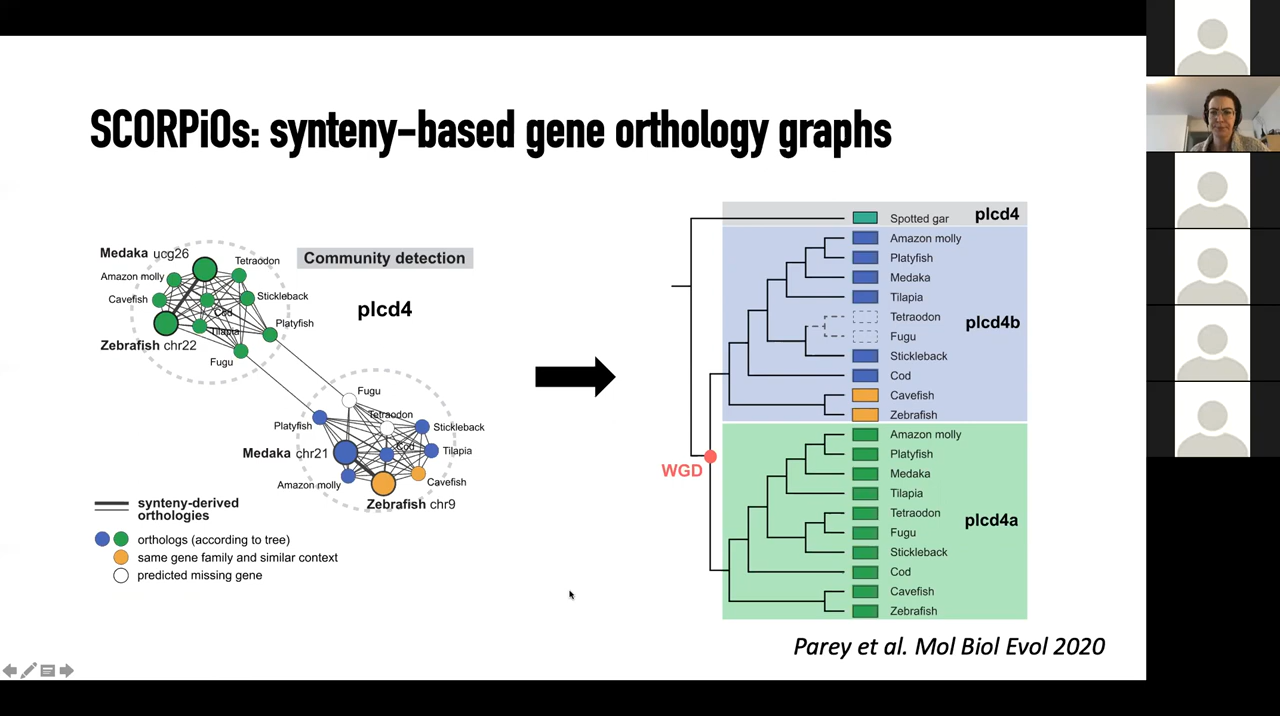 SCORPiOs: synteny-based gene orthology graphs
Medaka ucg26
Amazon molly
Tetraodon
Cavefish
Stickleback
Cod
Tilapia
Platyfish
Zebrafish chr22
Fugu
Community detection
plcd4
Fugu
Platyfish
Tetraodon
Stickleback
Cod
Tilapia
Medaka chr21
Amazon molly
Cavefish
Zebrafish chr9
synteny-derived
orthologies
orthologs (according to tree)
same gene family and similar context
predicted missing gene
Spotted gar plcd4
Amazon molly
Platyfish
Medaka
Tilapia
Tetraodon
plcd4b
Fugu
Stickleback
Cod
Cavefish
Zebrafish
WGD
Amazon molly
Platyfish
Medaka
Tilapia
Tetraodon
plcd4a
Fugu
Stickleback
Cod
Cavefish
Zebrafish
Parey et al. Mol Biol Evol 2020